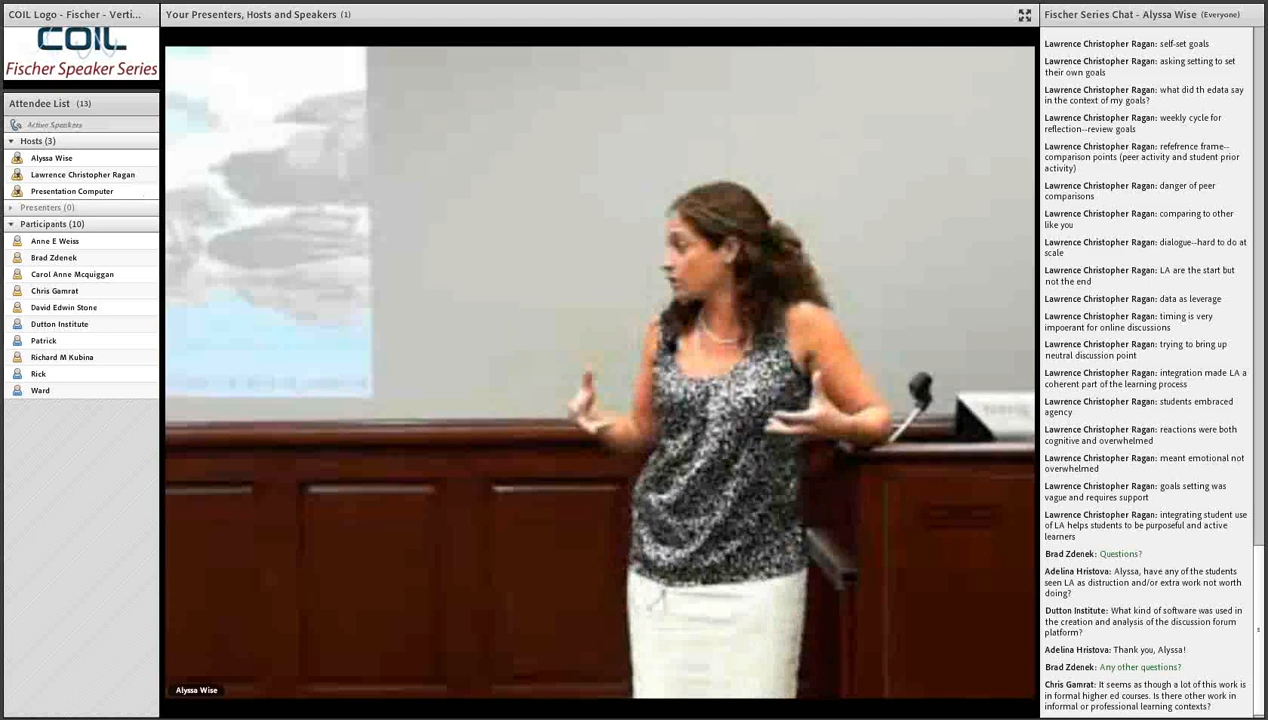 COIL Logo - Fischer - Verti...
COIL
Fischer Speaker Series
Attendee List (13)
Active Speakers
Hosts (3)
Alyssa Wise
Lawrence Christopher Ragan
Presentation Computer
Presenters (0)
Participants (10)
Anne E Weiss
Brad Zdenek
Carol Anne Mcquiggan
Chris Gamrat
David Edwin Stone
Dutton Institute
Patrick
Richard M Kubina
Rick
Ward
Your Presenters, Hosts and Speakers (1)
Alyssa Wise
Fischer Series Chat - Alyssa Wise (Everyone)
Lawrence Christopher Ragan: self-set goals
Lawrence Christopher Ragan: asking setting to set
their own goals
Lawrence Christopher Ragan: what did th edata say
in the context of my goals?
Lawrence Christopher Ragan: weekly cycle for
reflection--review goals
Lawrence Christopher Ragan: refefrence frame--
comparison points (peer activity and student prior
activity)
Lawrence Christopher Ragan: danger of peer
comparisons
Lawrence Christopher Ragan: comparing to other
like you
Lawrence Christopher Ragan: dialogue--hard to do at
scale
Lawrence Christopher Ragan: LA are the start but
not the end
Lawrence Christopher Ragan: data as leverage
Lawrence Christopher Ragan: timing is very
impoerant for online discussions
Lawrence Christopher Ragan: trying to bring up
neutral discussion point
Lawrence Christopher Ragan: integration made LA a
coherent part of the learning process
Lawrence Christopher Ragan: students embraced
agency
Lawrence Christopher Ragan: reactions were both
cognitive and overwhelmed
Lawrence Christopher Ragan: meant emotional not
overwhelmed
Lawrence Christopher Ragan: goals setting was
vague and requires support
Lawrence Christopher Ragan: integrating student use
of LA helps students to be purposeful and active
learners
Brad Zdenek: Questions?
Adelina Hristova: Alyssa, have any of the students
seen LA as distruction and/or extra work not worth
doing?
Dutton Institute: What kind of software was used in
the creation and analysis of the discussion forum
platform?
Adelina Hristova: Thank you, Alyssa!
Brad Zdenek: Any other questions?
Chris Gamrat: It seems as though a lot of this work is
in formal higher ed courses. Is there other work in
informal or professional learning contexts?